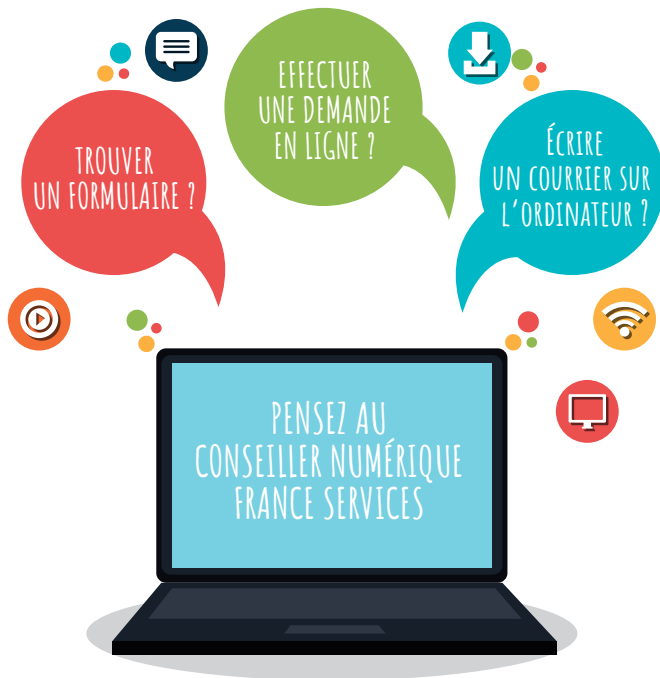 TROUVER
UN FORMULAIRE ?
EFFECTUER
UNE DEMANDE
EN LIGNE ?
ÉCRIRE
UN COURRIER SUR
L'ORDINATEUR ?
PENSEZ AU
CONSEILLER NUMÉRIQUE
FRANCE SERVICES